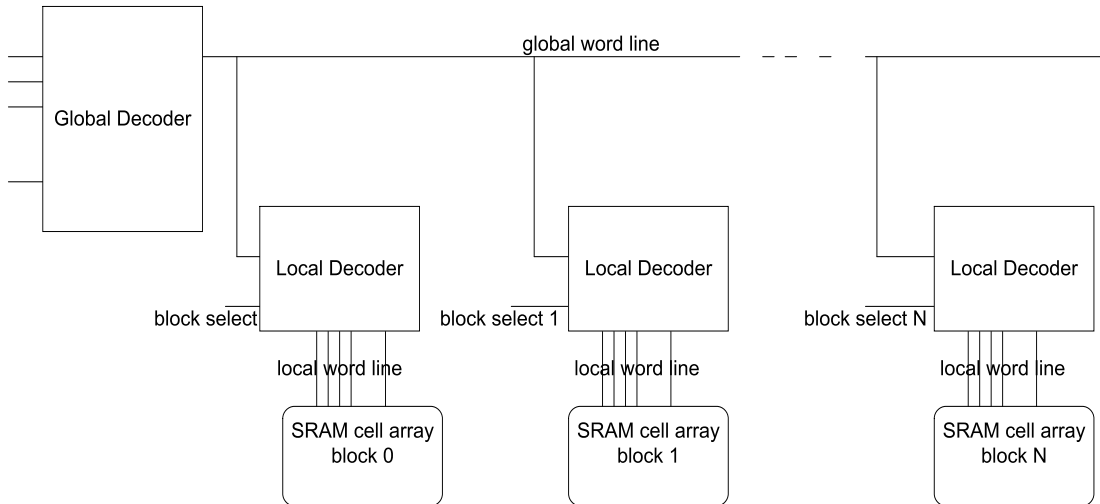 global word line
Global Decoder
Local Decoder
Local Decoder
Local Decoder
block select
block select 1
block select N
local word line
local word line
local word line
SRAM cell array
block 0
SRAM cell array
block 1
SRAM cell array
block N